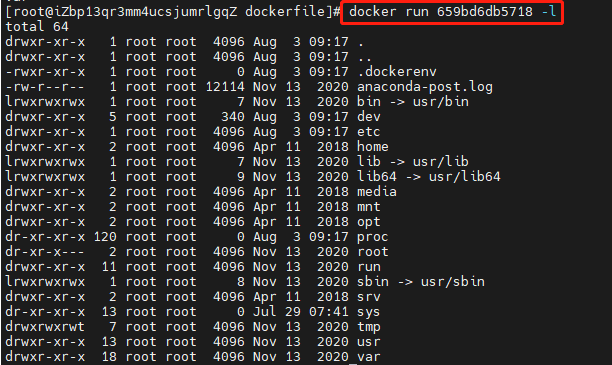 [root@iZbp13qr3mm4ucsjumrlgqZ dockerfile]# docker run 659bd6db5718 -l
total 64
drwxr-xr-x 1 root root 4096 Aug 3 09:17 .
drwxr-xr-x 1 root root 4096 Aug 3 09:17 ..
-rwxr-xr-x 1 root root 0 Aug 3 09:17 .dockerenv
-rw-r--r-- 1 root root 12114 Nov 13 2020 anaconda-post.log
lrwxrwxrwx 1 root root 7 Nov 13 2020 bin -> usr/bin
drwxr-xr-x 5 root root 340 Aug 3 09:17 dev
drwxr-xr-x 1 root root 4096 Aug 3 09:17 etc
drwxr-xr-x 2 root root 4096 Apr 11 2018 home
lrwxrwxrwx 1 root root 7 Nov 13 2020 lib -> usr/lib
lrwxrwxrwx 1 root root 9 Nov 13 2020 lib64 -> usr/lib64
drwxr-xr-x 2 root root 4096 Apr 11 2018 media
drwxr-xr-x 2 root root 4096 Apr 11 2018 mnt
drwxr-xr-x 2 root root 4096 Apr 11 2018 opt
dr-xr-xr-x 120 root root 0 Aug 3 09:17 proc
dr-xr-x--- 2 root root 4096 Nov 13 2020 root
drwxr-xr-x 11 root root 4096 Nov 13 2020 run
lrwxrwxrwx 1 root root 8 Nov 13 2020 sbin -> usr/sbin
drwxr-xr-x 2 root root 4096 Apr 11 2018 srv
dr-xr-xr-x 13 root root 0 Jul 29 07:41 sys
drwxrwxrwt 7 root root 4096 Nov 13 2020 tmp
drwxr-xr-x 13 root root 4096 Nov 13 2020 usr
drwxr-xr-x 18 root root 4096 Nov 13 2020 var